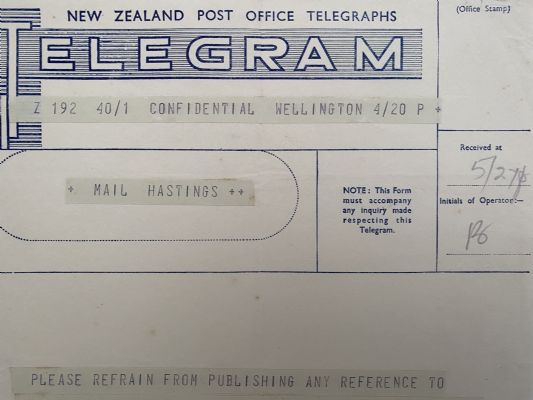 NEW ZEALAND POST OFFICE TELEGRAPHS
(Office Stamp)
TELEGRAM
Z 192 40/1 CONFIDENTIAL WELLINGTON 4/20 P +
Received at
5/27p
+ MAIL HASTINGS ++
NOTE: This Form
must accompany
any inquiry made
respecting this
Telegram.
Initials of Operator:—
PLEASE REFRAIN FROM PUBLISHING ANY REFERENCE TO